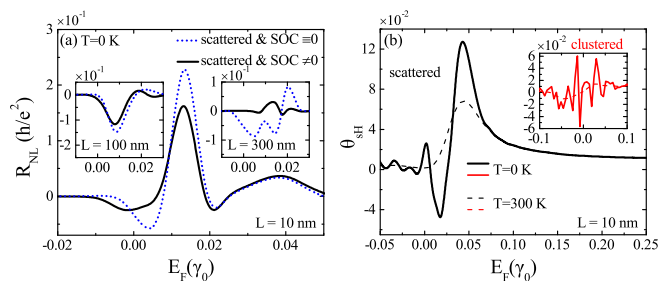 ×10⁻¹
(a) T=0 K
scattered & SOC ≡0
scattered & SOC ≠0
3
2
1
0
R_NL (h/e²)
×10⁻¹
0
-1
-2
0.00 0.02
L = 100 nm
×10⁻¹
1
0
-1
0.00 0.02
L = 300 nm
L = 10 nm
-0.02 0.00 0.02 0.04
E_F(γ₀)
×10⁻²
(b)
scattered
12
8
4
0
-4
θ_sH
×10⁻²
clustered
6
4
2
0
-2
-4
-6
-0.1 0.0 0.1
T=0 K
T=300 K
L = 10 nm
-0.05 0.00 0.05 0.10 0.15 0.20 0.25
E_F(γ₀)